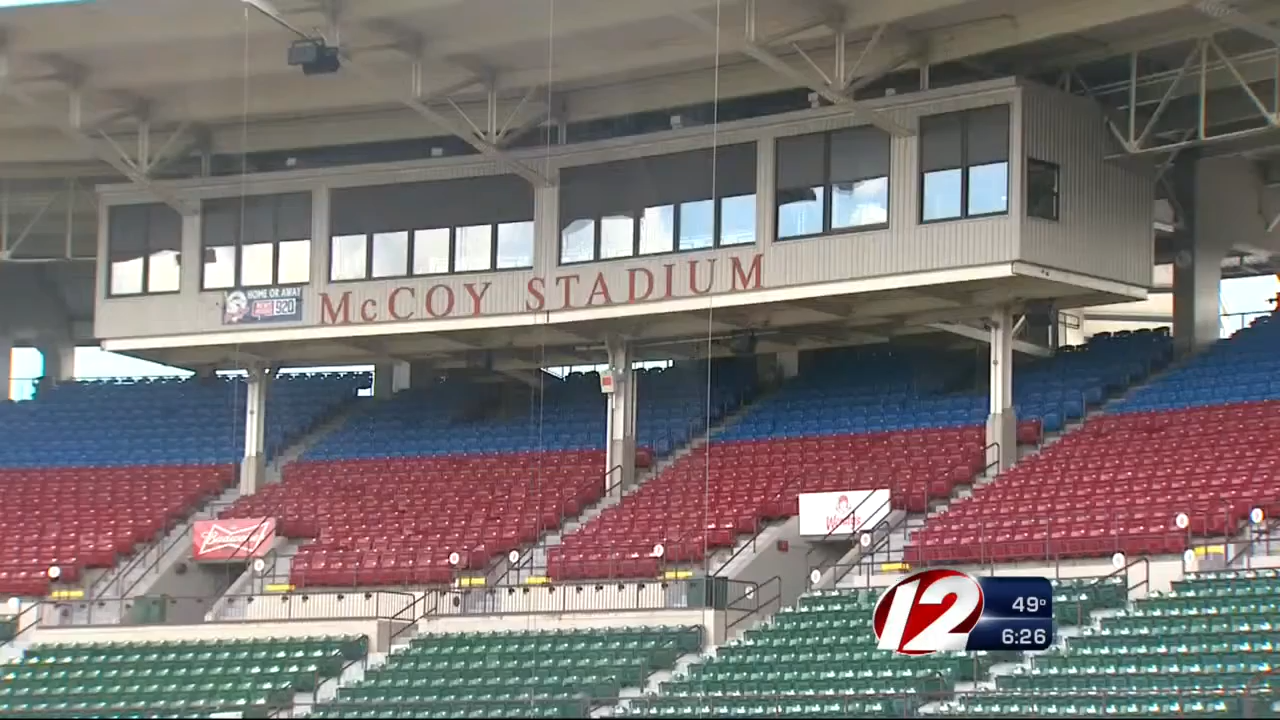 HOME OR AWAY
920
McCOY STADIUM
Budweiser
Wendy's
12
49°
6:26